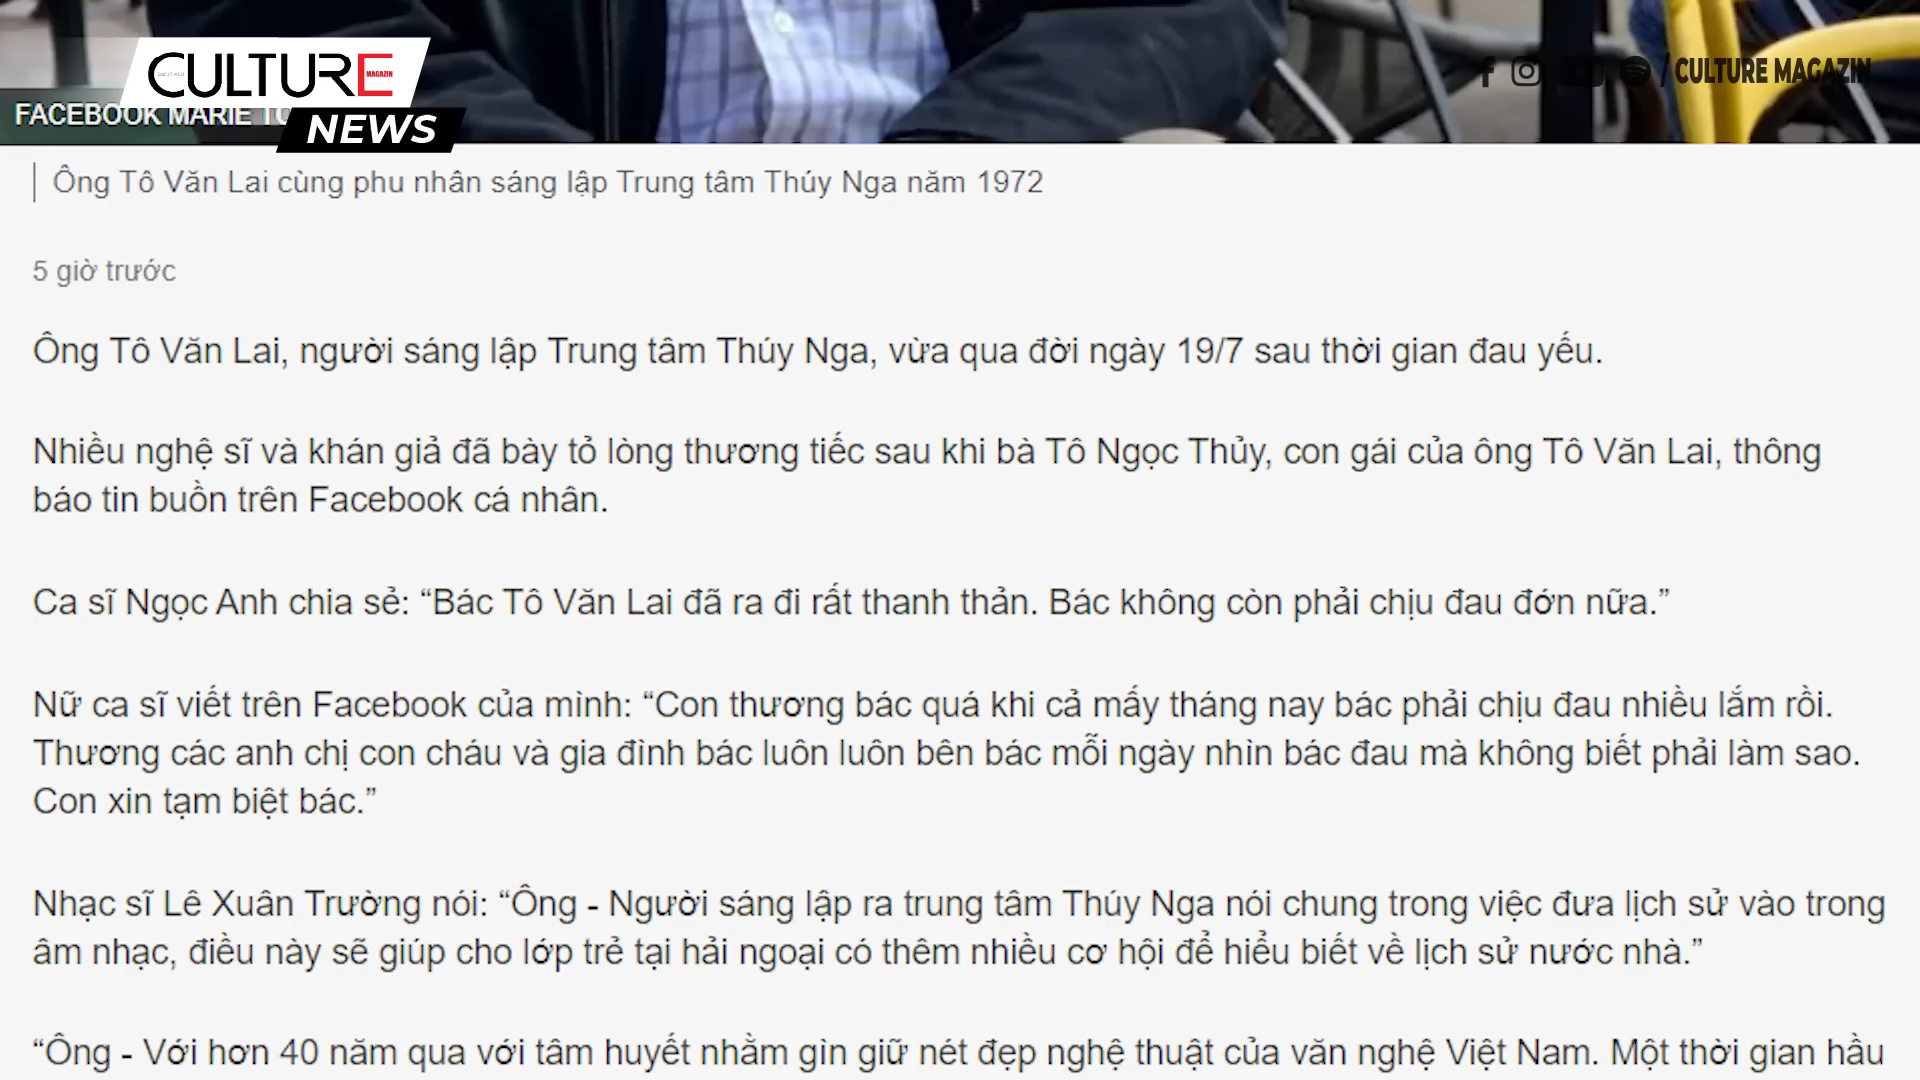 CULTURE
MAGAZIN
CULTURE MAGAZIN
FACEBOOK MARIE TO
NEWS
Ông Tô Văn Lai cùng phu nhân sáng lập Trung tâm Thúy Nga năm 1972
5 giờ trước
Ông Tô Văn Lai, người sáng lập Trung tâm Thúy Nga, vừa qua đời ngày 19/7 sau thời gian đau yếu.
Nhiều nghệ sĩ và khán giả đã bày tỏ lòng thương tiếc sau khi bà Tô Ngọc Thủy, con gái của ông Tô Văn Lai, thông
báo tin buồn trên Facebook cá nhân.
Ca sĩ Ngọc Anh chia sẻ: “Bác Tô Văn Lai đã ra đi rất thanh thản. Bác không còn phải chịu đau đớn nữa.”
Nữ ca sĩ viết trên Facebook của mình: “Con thương bác quá khi cả mấy tháng nay bác phải chịu đau nhiều lắm rồi.
Thương các anh chị con cháu và gia đình bác luôn luôn bên bác mỗi ngày nhìn bác đau mà không biết phải làm sao.
Con xin tạm biệt bác.”
Nhạc sĩ Lê Xuân Trường nói: “Ông - Người sáng lập ra trung tâm Thúy Nga nói chung trong việc đưa lịch sử vào trong
âm nhạc, điều này sẽ giúp cho lớp trẻ tại hải ngoại có thêm nhiều cơ hội để hiểu biết về lịch sử nước nhà.”
“Ông - Với hơn 40 năm qua với tâm huyết nhằm gìn giữ nét đẹp nghệ thuật của văn nghệ Việt Nam. Một thời gian hầu